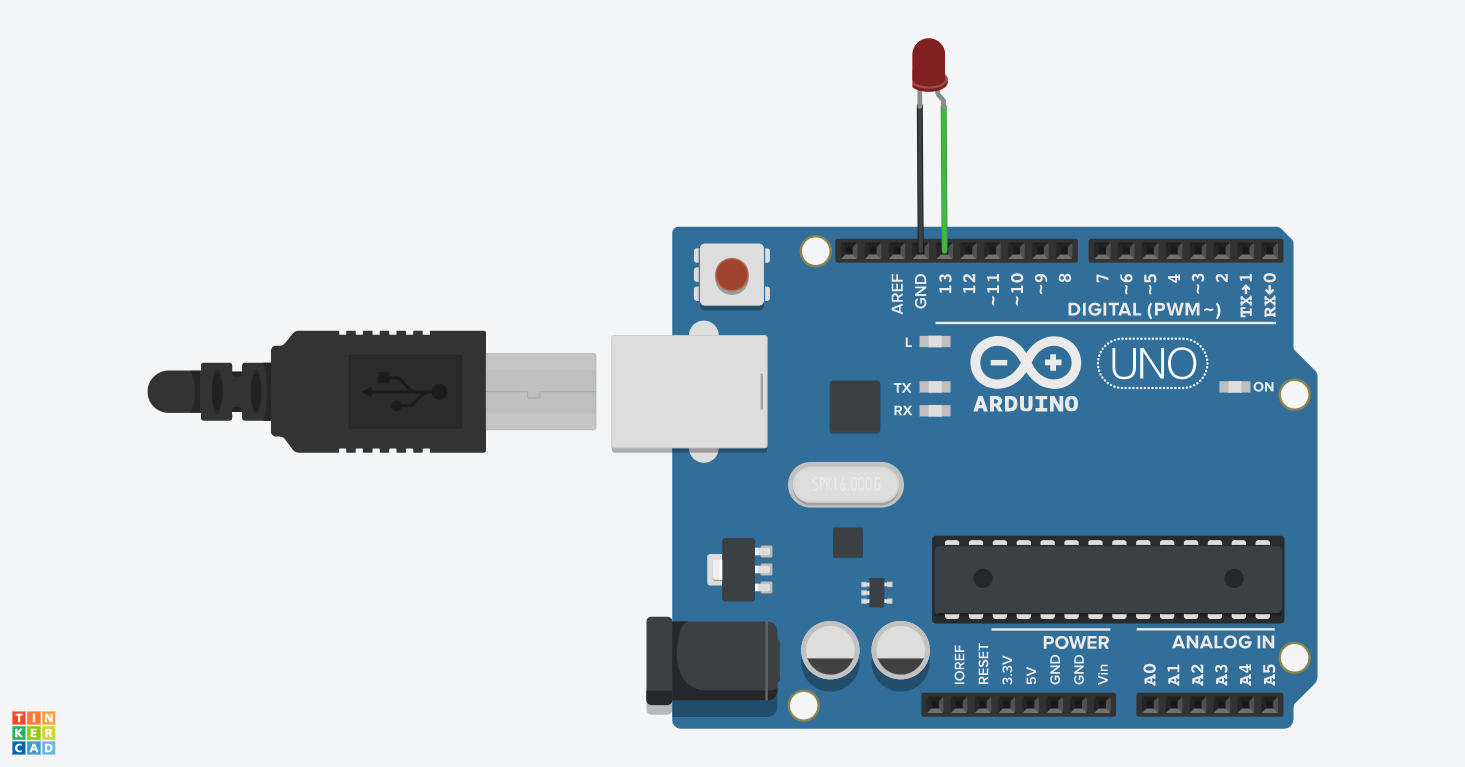 AREF
GND
13
12
~11
~10
~9
8
7
~6
~5
4
~3
2
TX→1
RX←0
DIGITAL (PWM~)
L
TX
RX
UNO
ARDUINO
ON
SPK16.000G
POWER
ANALOG IN
IOREF
RESET
3.3V
5V
GND
GND
Vin
A0
A1
A2
A3
A4
A5
TIN
KER
CAD